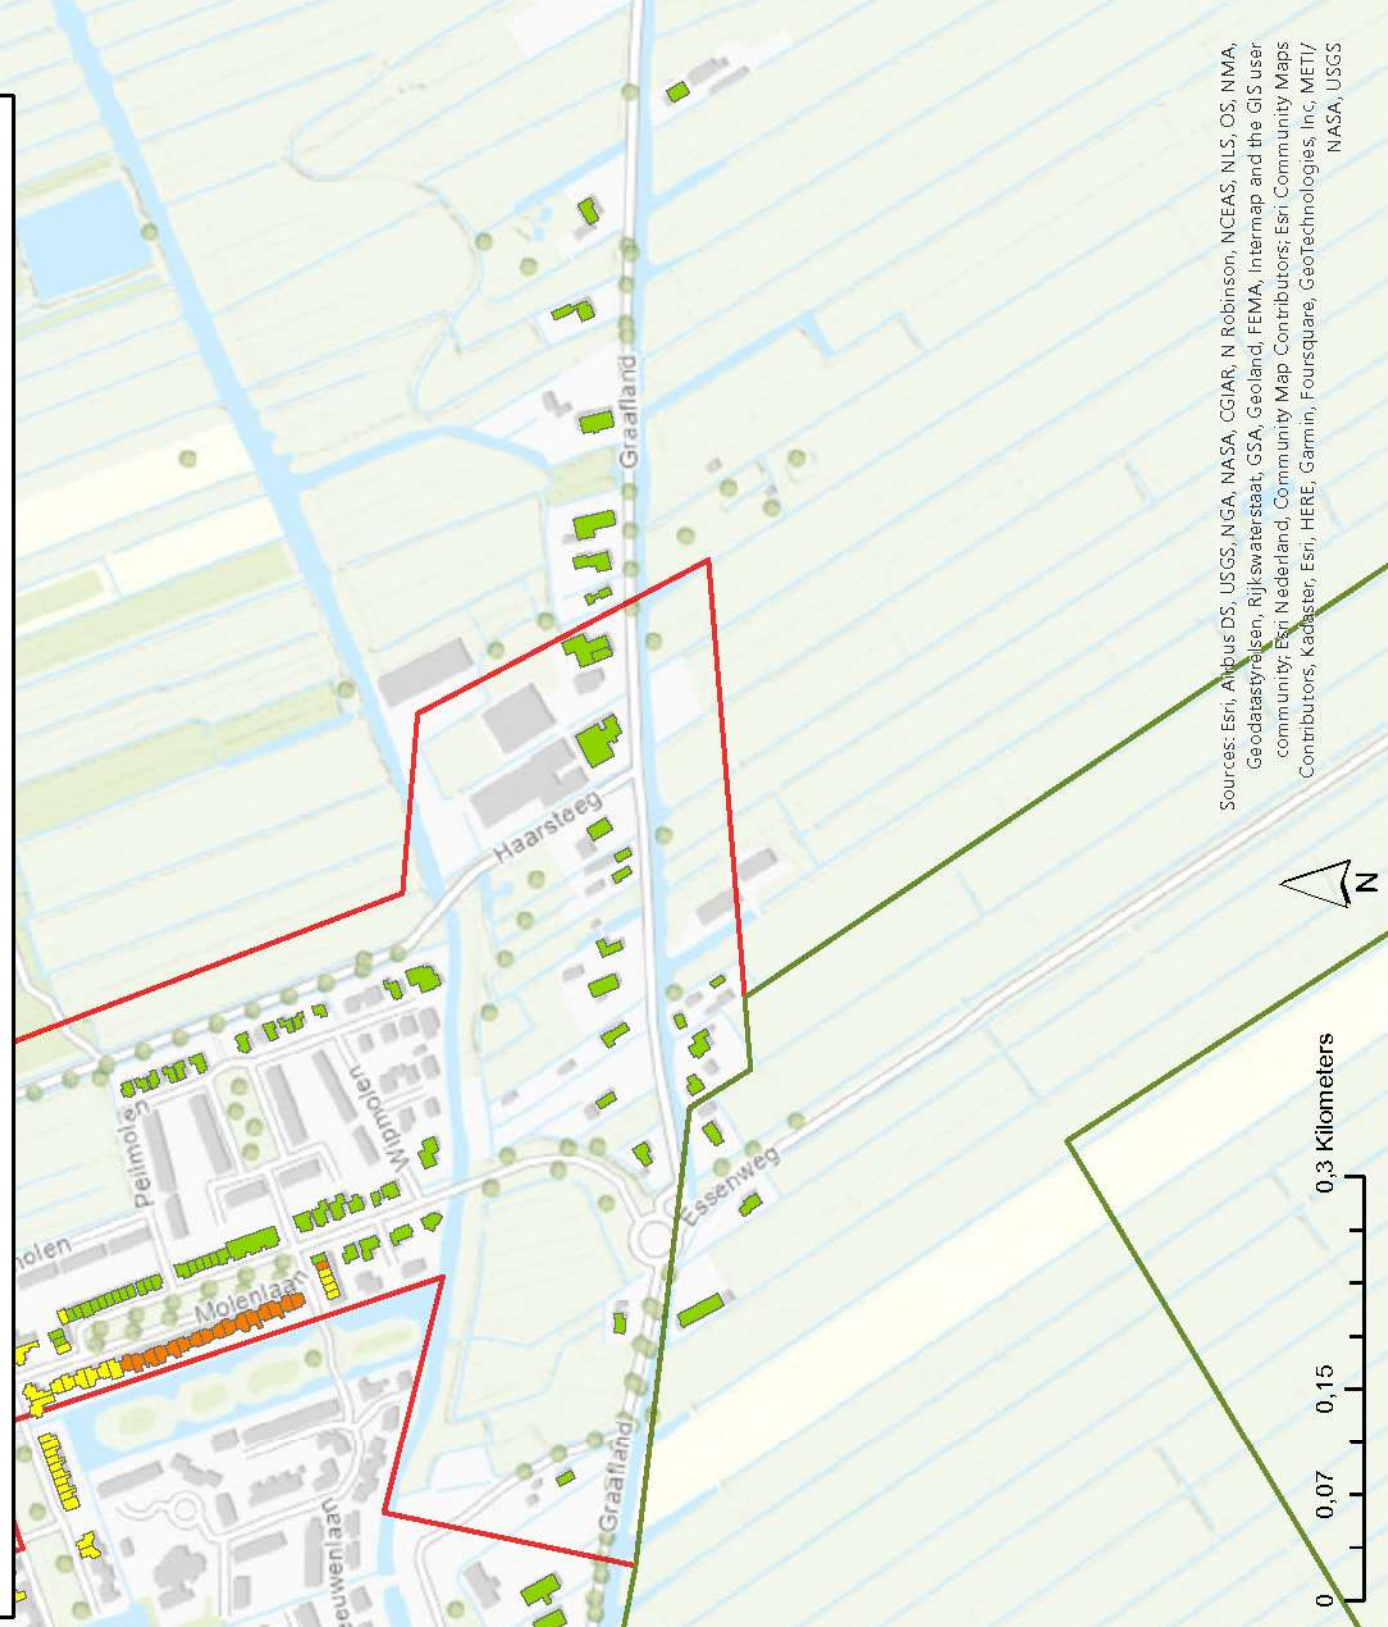 Graafland
Haarsteeg
Peilmolen
Wipmolen
molen
Molenlaan
Essenweg
Graafland
eeuwenlaan
Sources: Esri, Airbus DS, USGS, NGA, NASA, CGIAR, N Robinson, NCEAS, NLS, OS, NMA,
Geodatastyrelsen, Rijkswaterstaat, GSA, Geoland, FEMA, Intermap and the GIS user
community; Esri Nederland, Community Map Contributors; Esri Community Maps
Contributors, Kadaster, Esri, HERE, Garmin, Foursquare, GeoTechnologies, Inc, METI/
NASA, USGS
N
0 0,07 0,15 0,3 Kilometers